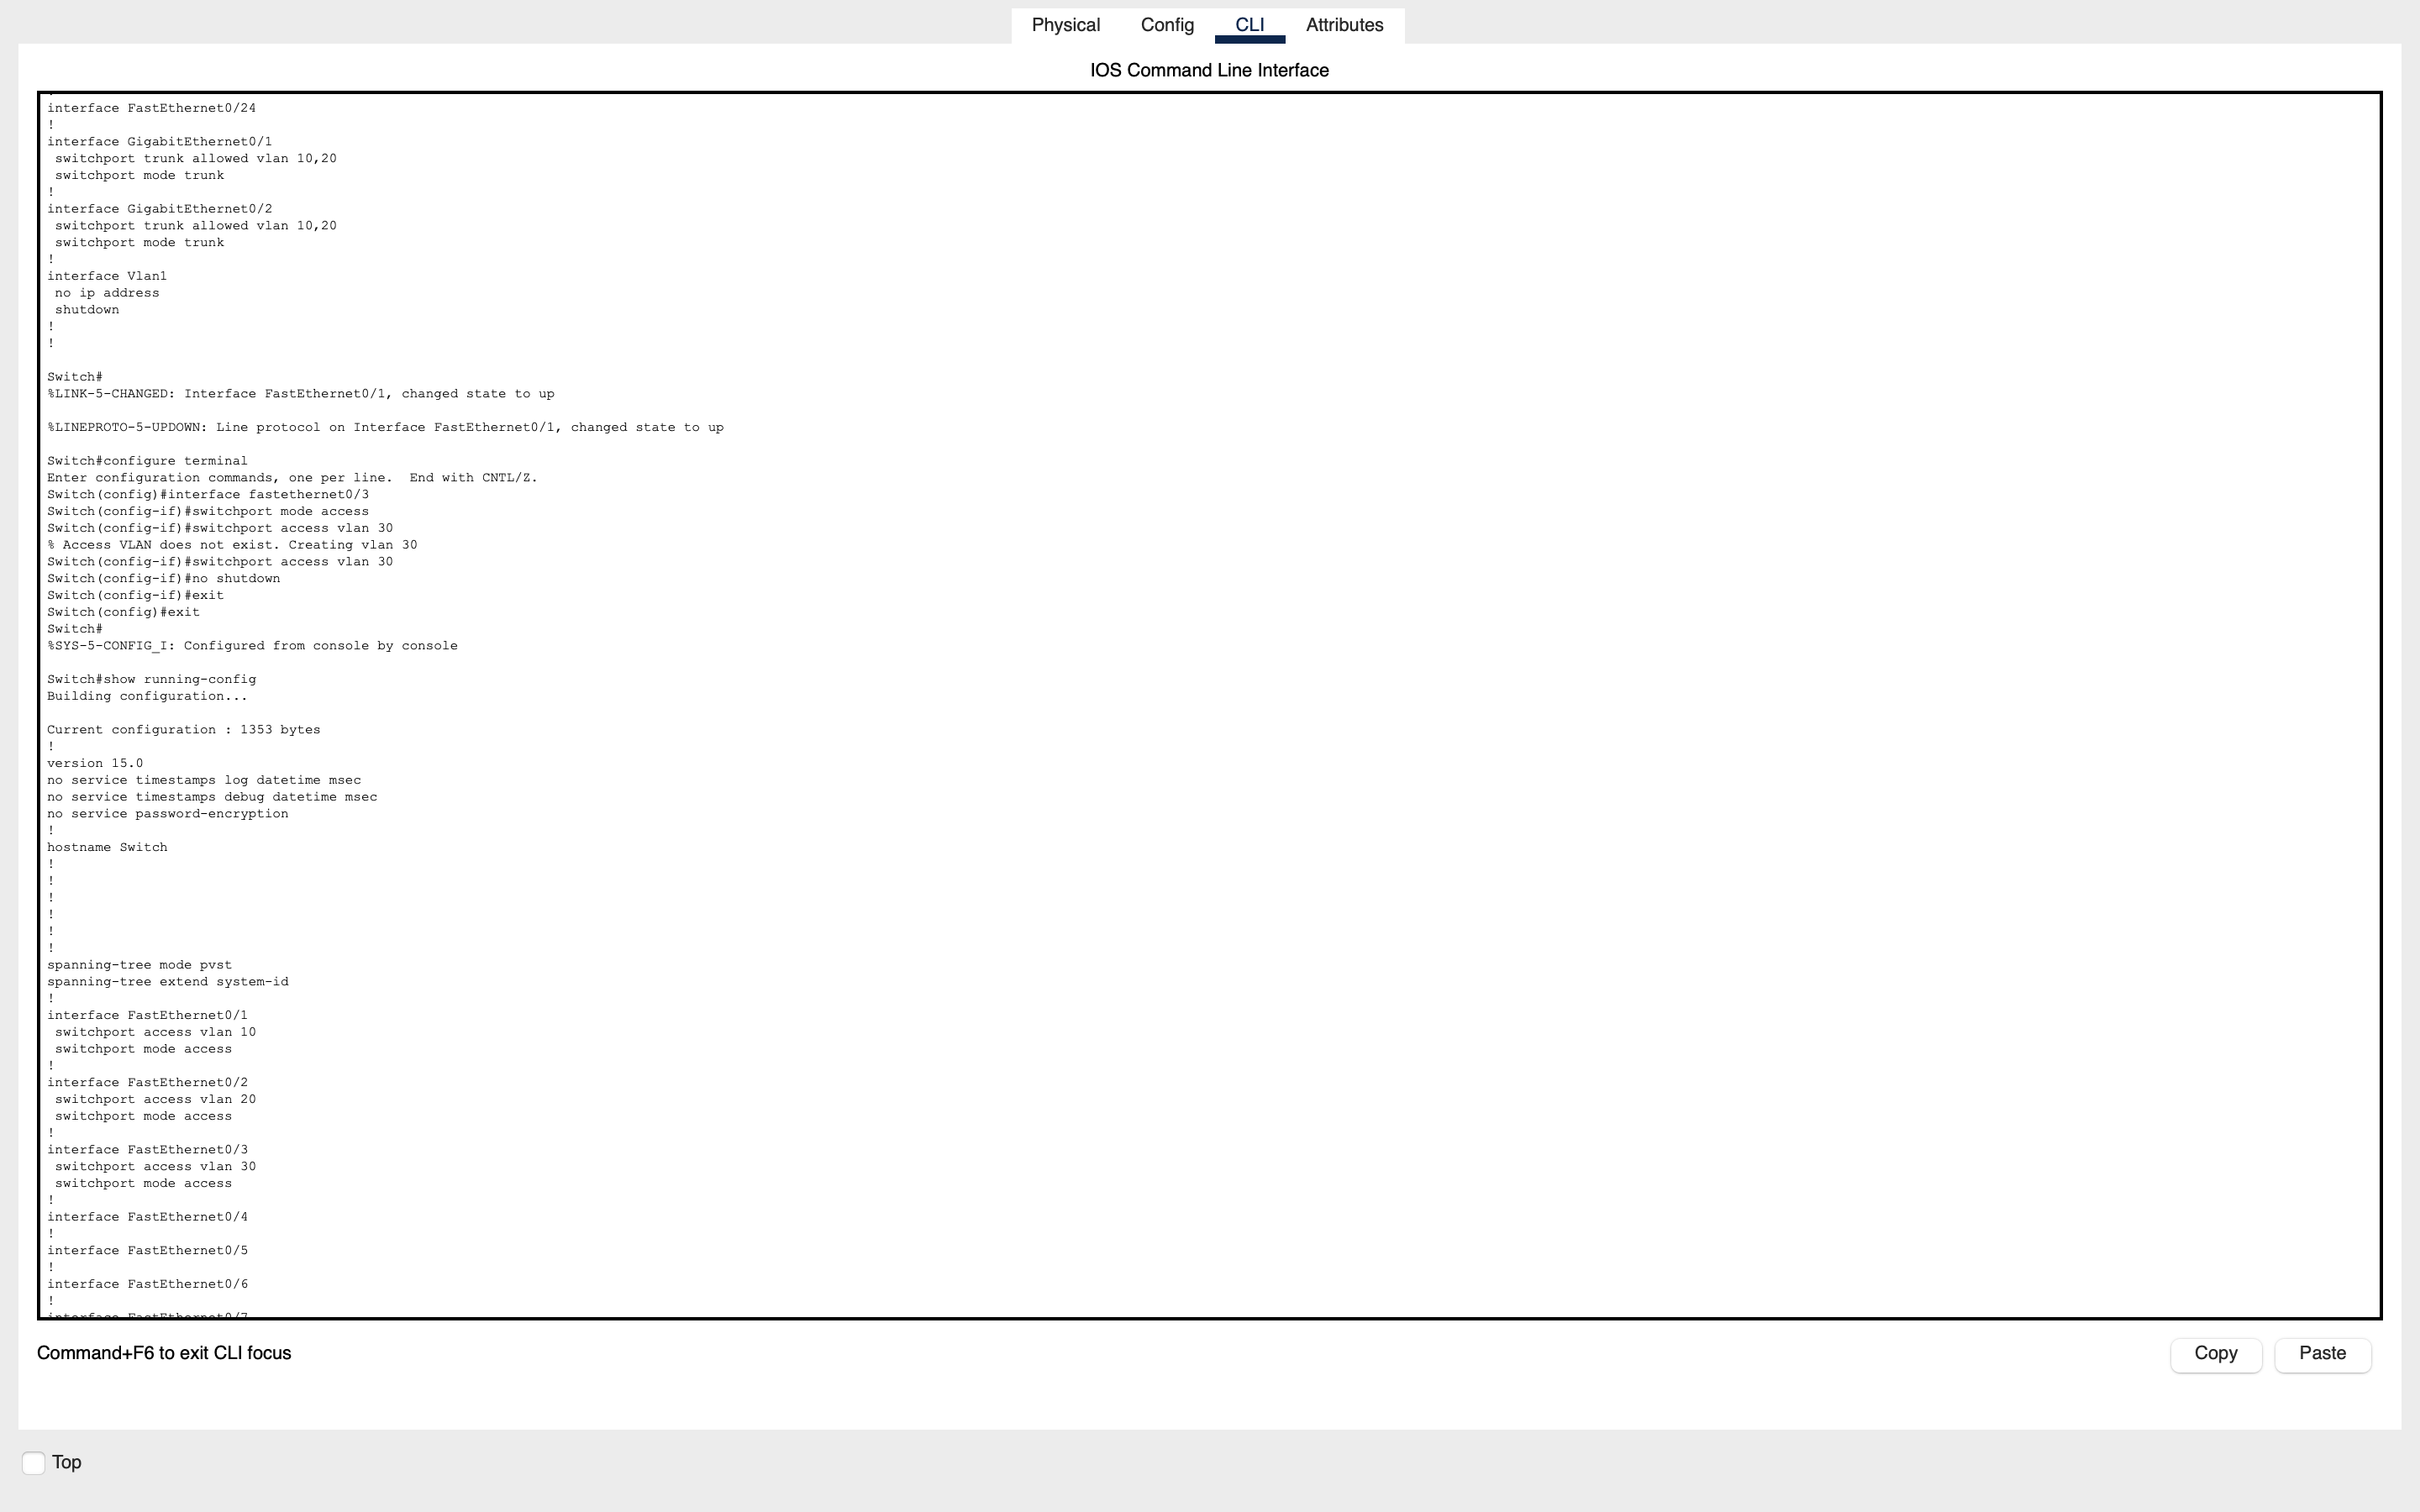 Physical Config CLI Attributes
IOS Command Line Interface
interface FastEthernet0/24
!
interface GigabitEthernet0/1
 switchport trunk allowed vlan 10,20
 switchport mode trunk
!
interface GigabitEthernet0/2
 switchport trunk allowed vlan 10,20
 switchport mode trunk
!
interface Vlan1
 no ip address
 shutdown
!
!
Switch#
%LINK-5-CHANGED: Interface FastEthernet0/1, changed state to up
%LINEPROTO-5-UPDOWN: Line protocol on Interface FastEthernet0/1, changed state to up
Switch#configure terminal
Enter configuration commands, one per line.  End with CNTL/Z.
Switch(config)#interface fastethernet0/3
Switch(config-if)#switchport mode access
Switch(config-if)#switchport access vlan 30
% Access VLAN does not exist. Creating vlan 30
Switch(config-if)#switchport access vlan 30
Switch(config-if)#no shutdown
Switch(config-if)#exit
Switch(config)#exit
Switch#
%SYS-5-CONFIG_I: Configured from console by console
Switch#show running-config
Building configuration...
Current configuration : 1353 bytes
!
version 15.0
no service timestamps log datetime msec
no service timestamps debug datetime msec
no service password-encryption
!
hostname Switch
!
!
!
!
!
!
spanning-tree mode pvst
spanning-tree extend system-id
!
interface FastEthernet0/1
 switchport access vlan 10
 switchport mode access
!
interface FastEthernet0/2
 switchport access vlan 20
 switchport mode access
!
interface FastEthernet0/3
 switchport access vlan 30
 switchport mode access
!
interface FastEthernet0/4
!
interface FastEthernet0/5
!
interface FastEthernet0/6
!
interface FastEthernet0/7
Command+F6 to exit CLI focus
Copy Paste
Top